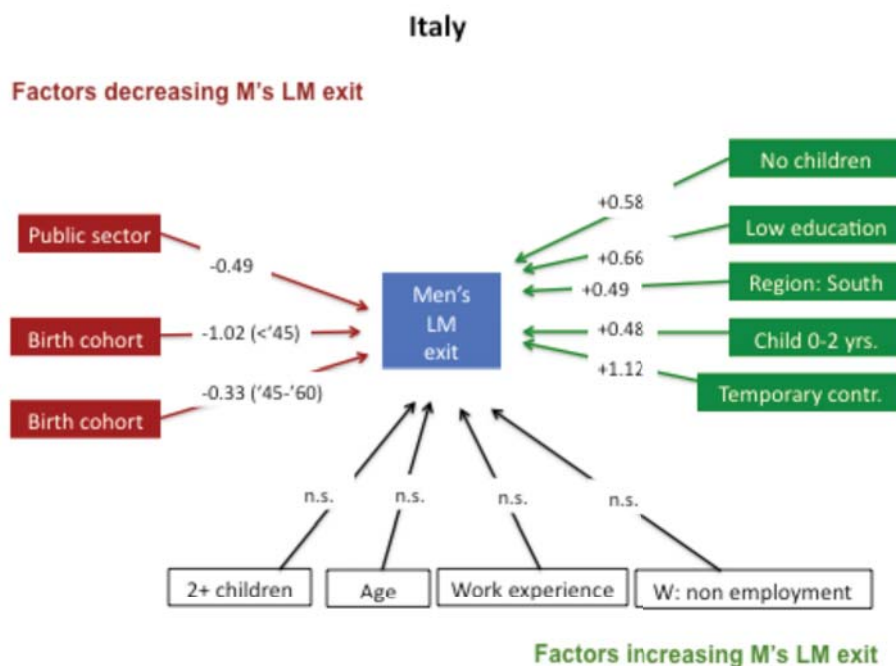 Italy
Factors decreasing M's LM exit
No children
+0.58
Low education
Public sector
-0.49
+0.66
Region: South
+0.49
Men's
LM
exit
Birth cohort
-1.02 (<'45)
+0.48
Child 0-2 yrs.
+1.12
Temporary contr.
-0.33 ('45-'60)
Birth cohort
n.s.
n.s.
n.s.
n.s.
2+ children
Age
Work experience
W: non employment
Factors increasing M's LM exit